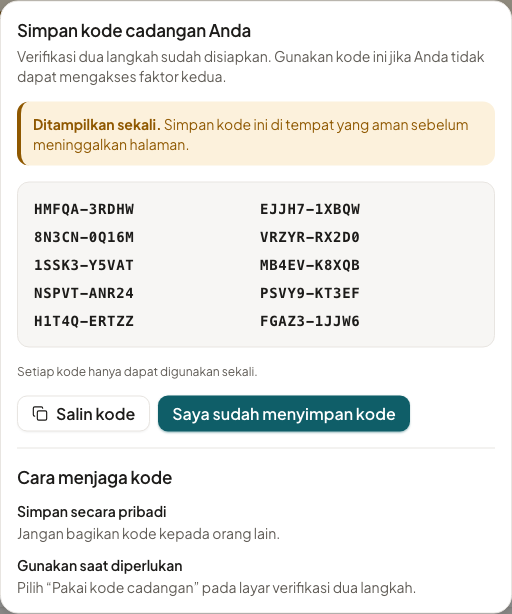 Simpan kode cadangan Anda
Verifikasi dua langkah sudah disiapkan. Gunakan kode ini jika Anda tidak
dapat mengakses faktor kedua.
Ditampilkan sekali. Simpan kode ini di tempat yang aman sebelum
meninggalkan halaman.
HMFQA-3RDHW EJJH7-1XBQW
8N3CN-0Q16M VRZYR-RX2D0
1SSK3-Y5VAT MB4EV-K8XQB
NSPVT-ANR24 PSVY9-KT3EF
H1T4Q-ERTZZ FGAZ3-1JJW6
Setiap kode hanya dapat digunakan sekali.
Salin kode Saya sudah menyimpan kode
Cara menjaga kode
Simpan secara pribadi
Jangan bagikan kode kepada orang lain.
Gunakan saat diperlukan
Pilih “Pakai kode cadangan” pada layar verifikasi dua langkah.